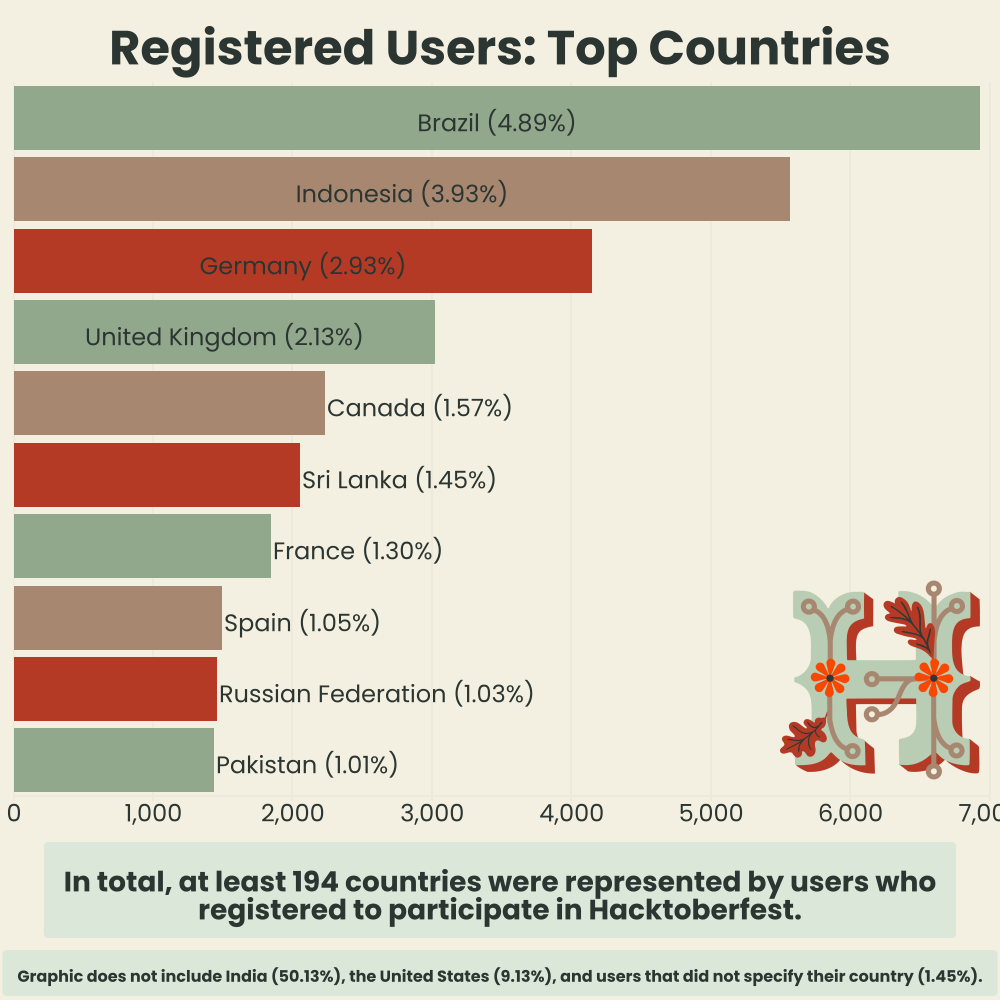 Registered Users: Top Countries
Brazil (4.89%)
Indonesia (3.93%)
Germany (2.93%)
United Kingdom (2.13%)
Canada (1.57%)
Sri Lanka (1.45%)
France (1.30%)
Spain (1.05%)
Russian Federation (1.03%)
Pakistan (1.01%)
0 1,000 2,000 3,000 4,000 5,000 6,000 7,00
In total, at least 194 countries were represented by users who
registered to participate in Hacktoberfest.
Graphic does not include India (50.13%), the United States (9.13%), and users that did not specify their country (1.45%).